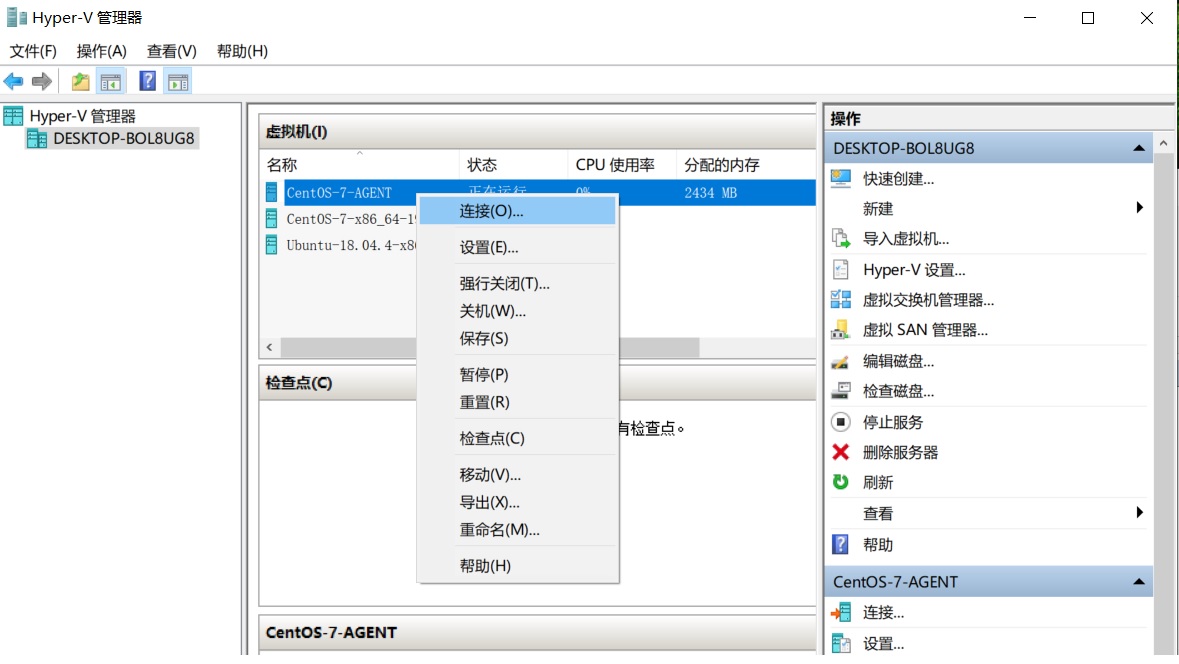 Hyper-V 管理器
文件(F) 操作(A) 查看(V) 帮助(H)
Hyper-V 管理器
DESKTOP-BOL8UG8
虚拟机(I)
名称 状态 CPU 使用率 分配的内存
CentOS-7-AGENT 正在运行 0% 2434 MB
CentOS-7-x86_64-19
Ubuntu-18.04.4-x86
连接(O)...
设置(E)...
强行关闭(T)...
关机(W)...
保存(S)
暂停(P)
重置(R)
检查点(C)
移动(V)...
导出(X)...
重命名(M)...
帮助(H)
检查点(C)
有检查点。
CentOS-7-AGENT
操作
DESKTOP-BOL8UG8
快速创建...
新建
导入虚拟机...
Hyper-V 设置...
虚拟交换机管理器...
虚拟 SAN 管理器...
编辑磁盘...
检查磁盘...
停止服务
删除服务器
刷新
查看
帮助
CentOS-7-AGENT
连接...
设置...